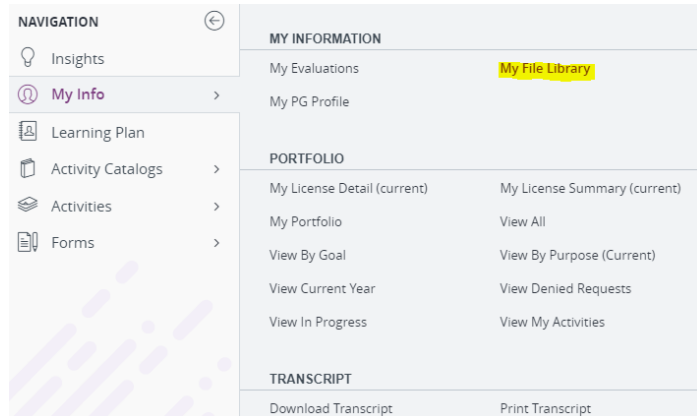 NAVIGATION
Insights
My Info
Learning Plan
Activity Catalogs
Activities
Forms
MY INFORMATION
My Evaluations My File Library
My PG Profile
PORTFOLIO
My License Detail (current) My License Summary (current)
My Portfolio View All
View By Goal View By Purpose (Current)
View Current Year View Denied Requests
View In Progress View My Activities
TRANSCRIPT
Download Transcript Print Transcript